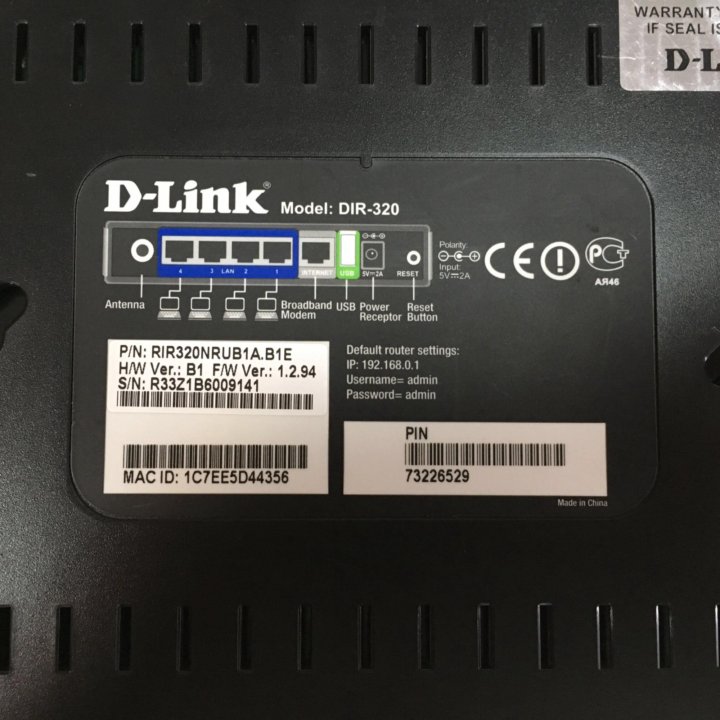 WARRANTY
IF SEAL IS
D-L
D-Link® Model: DIR-320
4 3 LAN 2 1 INTERNET USB 5V⎓2A RESET
Antenna
Broadband Modem
USB
Power Receptor
Reset Button
Polarity:
Input:
5V⎓2A
CE
РСТ
АЯ46
P/N: RIR320NRUB1A.B1E
H/W Ver.: B1 F/W Ver.: 1.2.94
S/N: R33Z1B6009141
MAC ID: 1C7EE5D44356
Default router settings:
IP: 192.168.0.1
Username= admin
Password= admin
PIN
73226529
Made in China